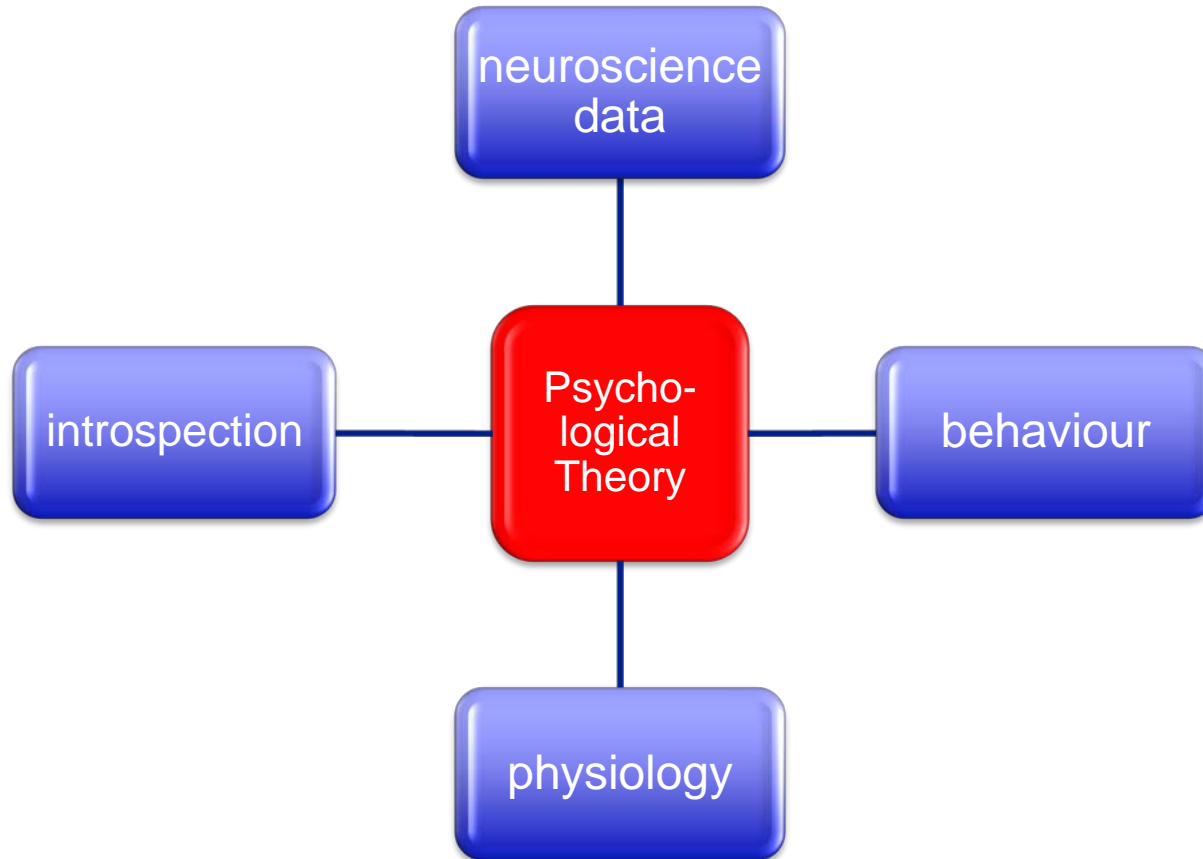 neuroscience
data
introspection
Psycho-
logical
Theory
behaviour
physiology